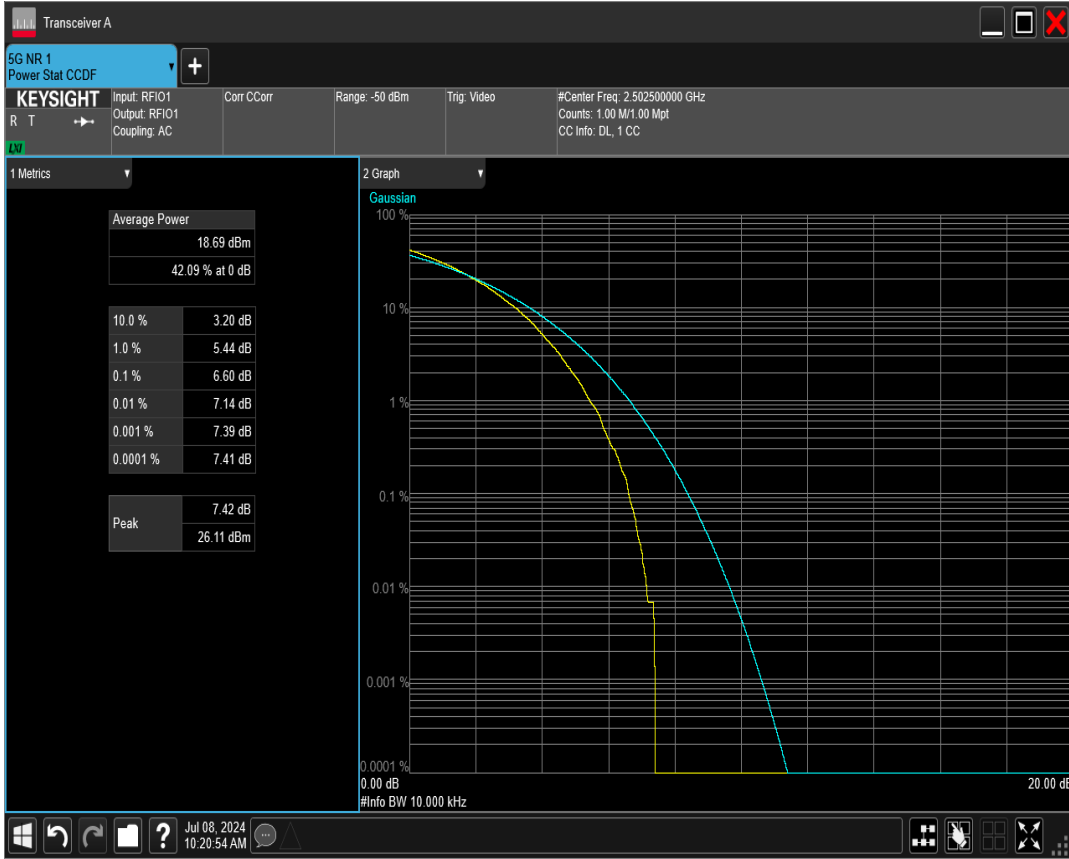 Transceiver A
5G NR 1
Power Stat CCDF
+
KEYSIGHT
R T
LXI
Input: RFIO1
Output: RFIO1
Coupling: AC
Corr CCorr
Range: -50 dBm
Trig: Video
#Center Freq: 2.502500000 GHz
Counts: 1.00 M/1.00 Mpt
CC Info: DL, 1 CC
1 Metrics
Average Power
18.69 dBm
42.09 % at 0 dB
10.0 % 3.20 dB
1.0 % 5.44 dB
0.1 % 6.60 dB
0.01 % 7.14 dB
0.001 % 7.39 dB
0.0001 % 7.41 dB
Peak
7.42 dB
26.11 dBm
2 Graph
Gaussian
100 %
10 %
1 %
0.1 %
0.01 %
0.001 %
0.0001 %
0.00 dB
20.00 dB
#Info BW 10.000 kHz
?
Jul 08, 2024
10:20:54 AM